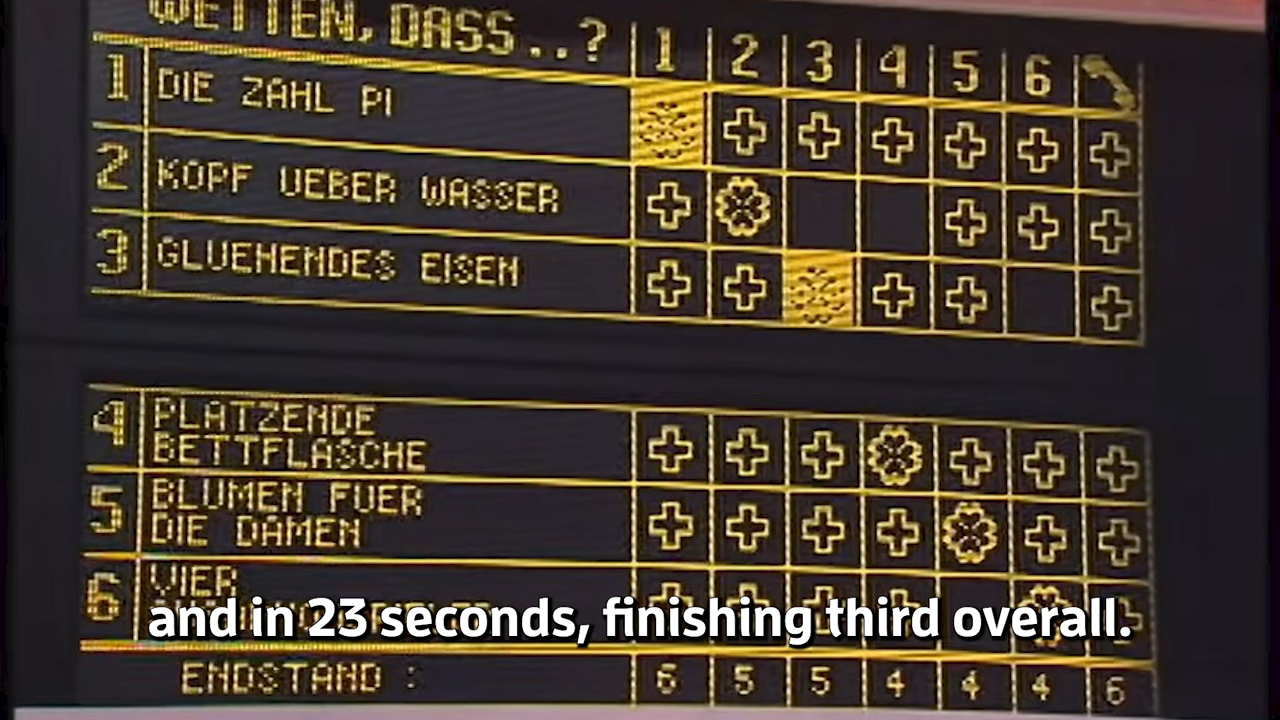 WETTEN, DASS..? 1 2 3 4 5 6
1 DIE ZAHL PI
2 KOPF UEBER WASSER
3 GLUEHENDES EISEN
4 PLATZENDE
BETTFLASCHE
5 BLUMEN FUER
DIE DAMEN
6 VIER
and in 23 seconds, finishing third overall.
ENDSTAND : 6 5 5 4 4 4 6